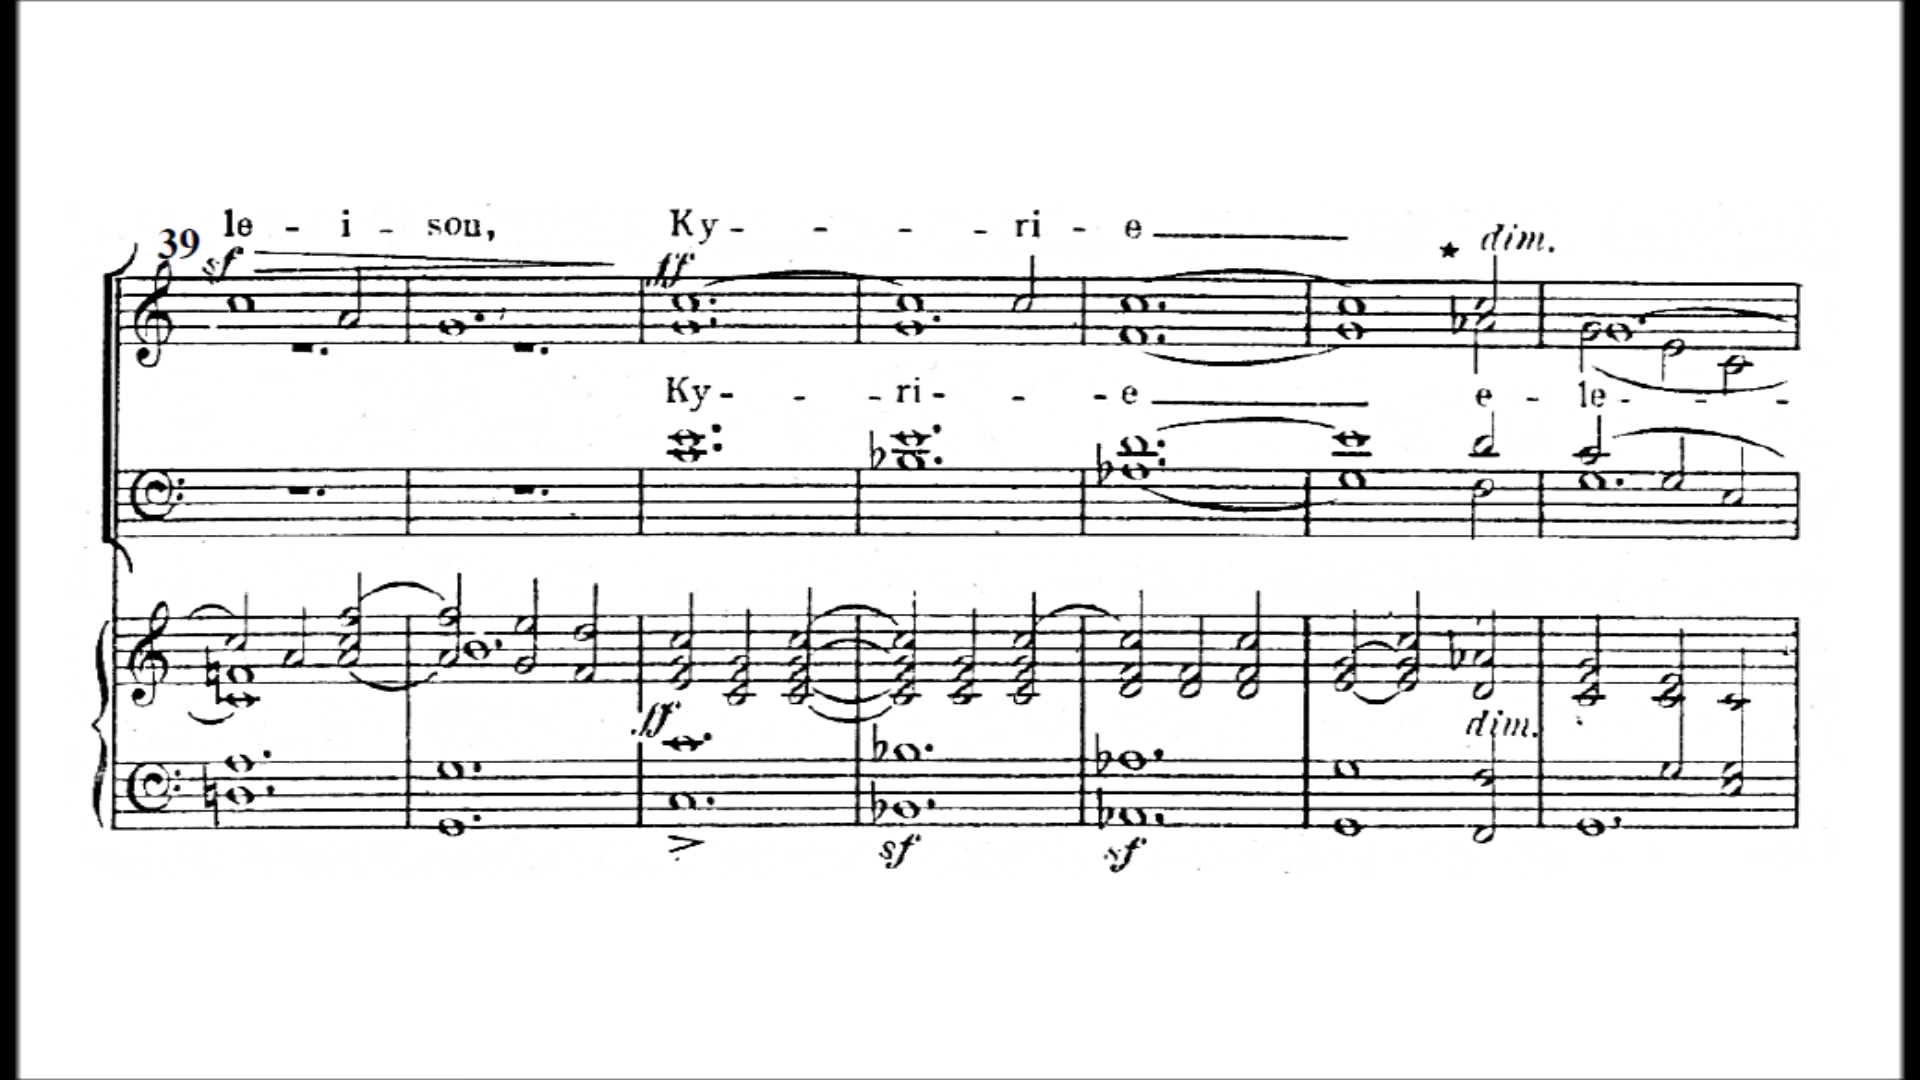 le - i - sou, Ky - - - - ri - e
39 sf ff ★ dim.
Ky - - - ri - - - e e - le - - -
ff dim.
> sf sf